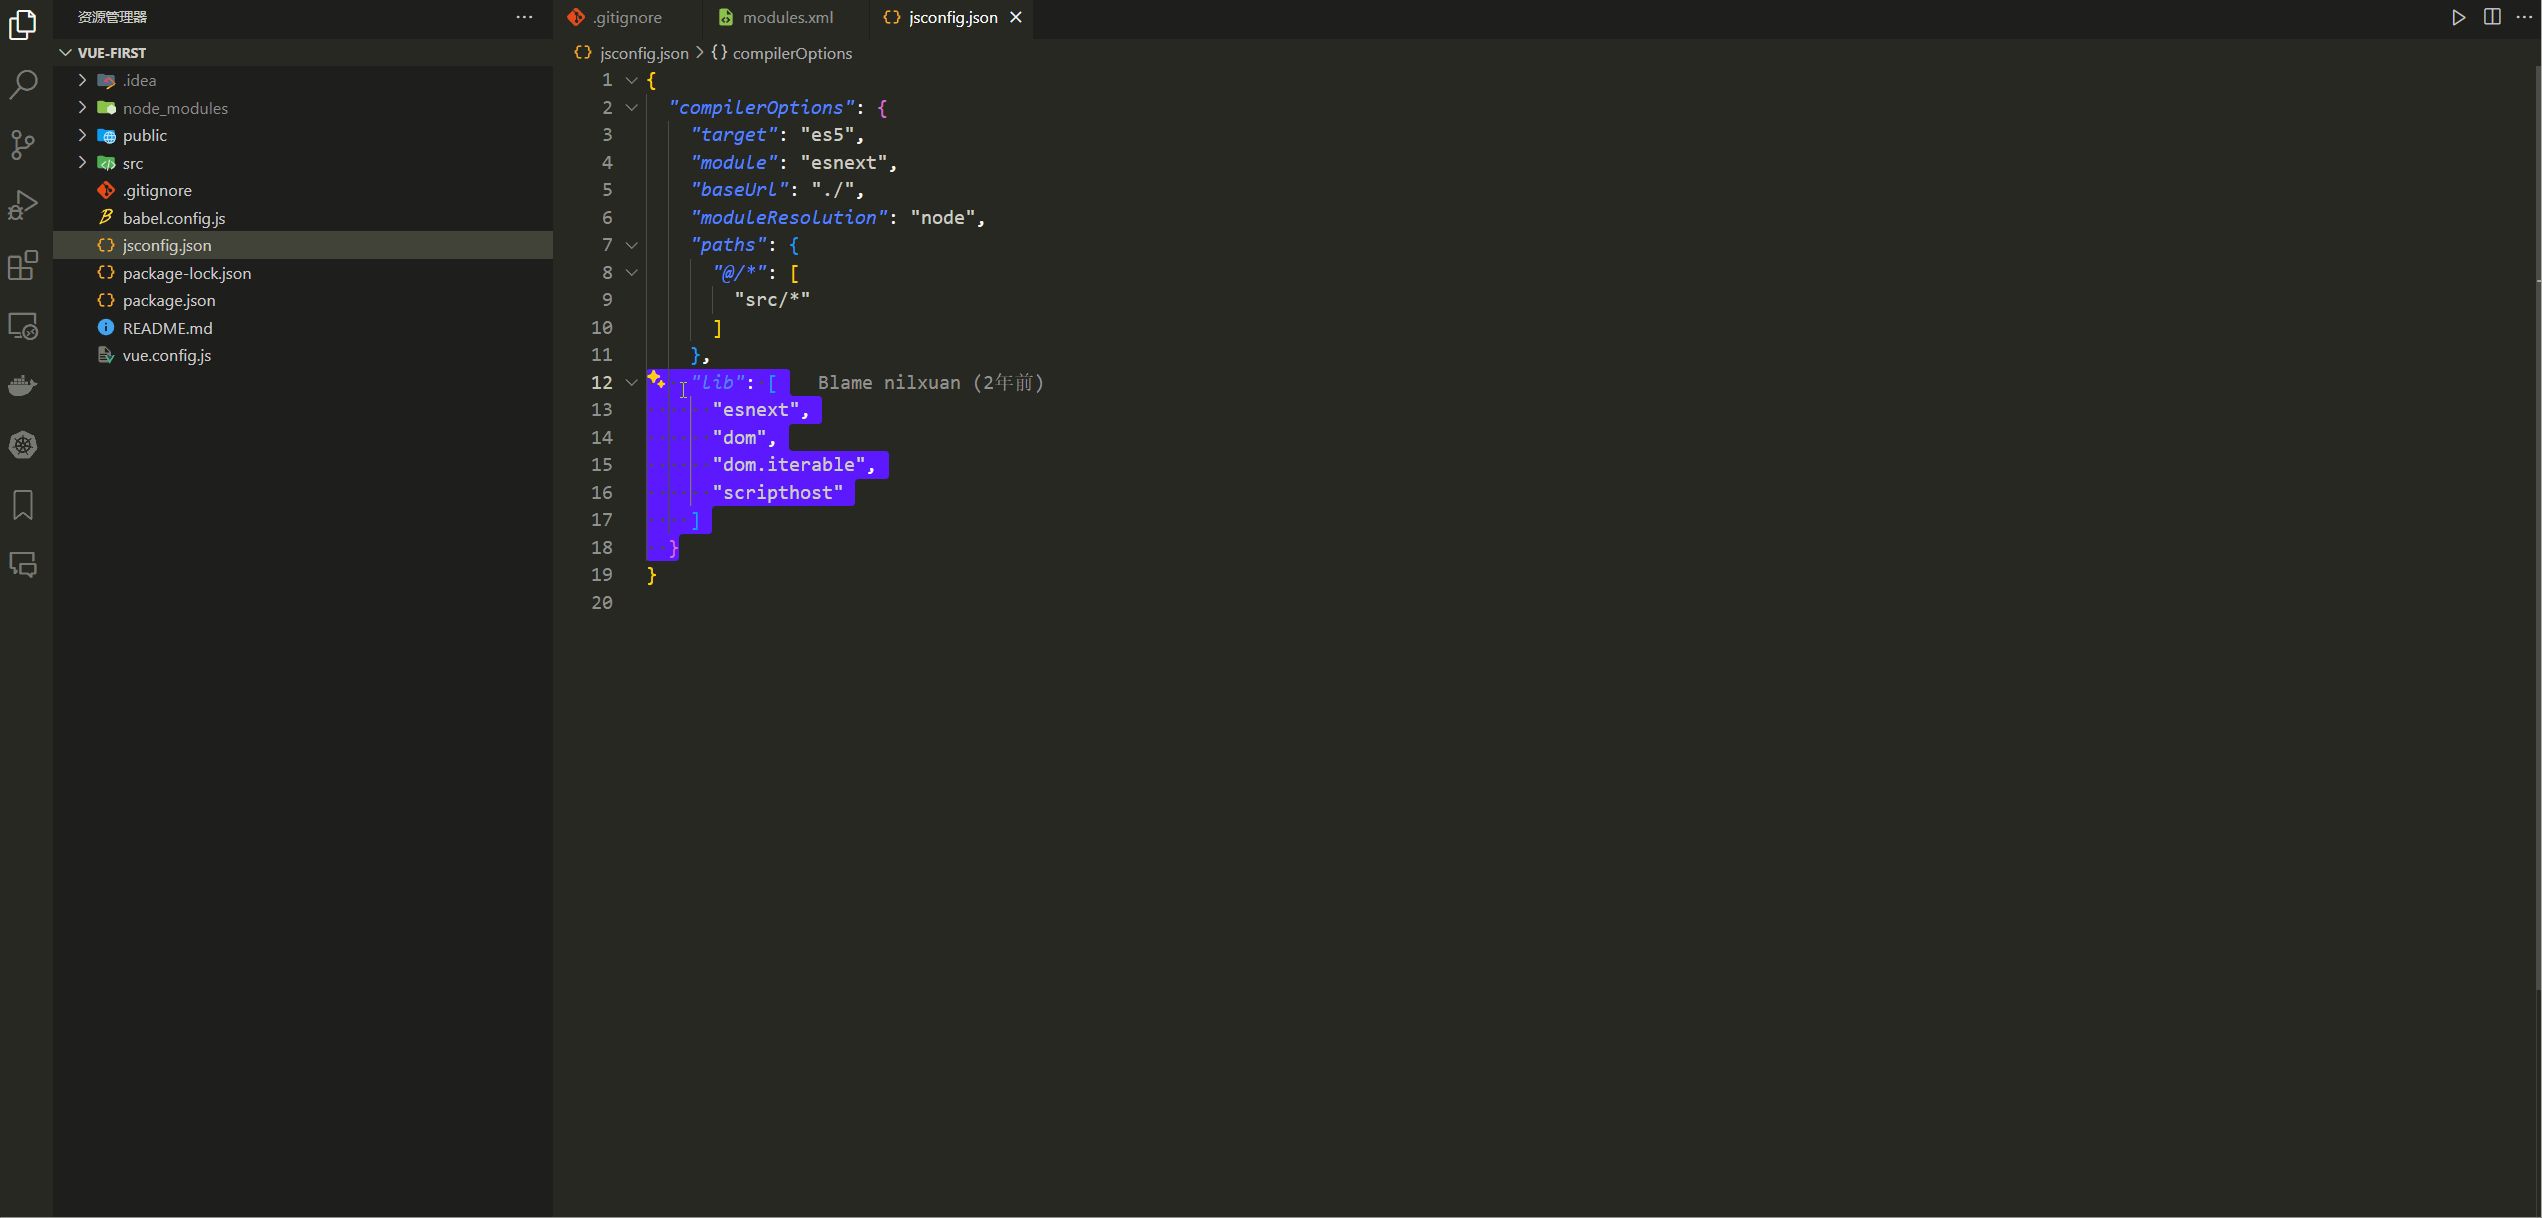 资源管理器
VUE-FIRST
.idea
node_modules
public
src
.gitignore
babel.config.js
jsconfig.json
package-lock.json
package.json
README.md
vue.config.js
.gitignore
modules.xml
jsconfig.json
jsconfig.json > {} compilerOptions
1 {
2 "compilerOptions": {
3 "target": "es5",
4 "module": "esnext",
5 "baseUrl": "./",
6 "moduleResolution": "node",
7 "paths": {
8 "@/*": [
9 "src/*"
10 ]
11 },
12 "lib": [ Blame nilxuan (2年前)
13 "esnext",
14 "dom",
15 "dom.iterable",
16 "scripthost"
17 ]
18 }
19 }
20